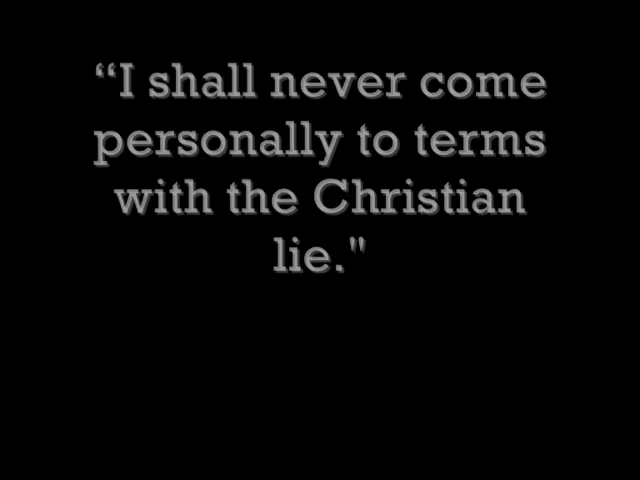 “I shall never come
personally to terms
with the Christian
lie."